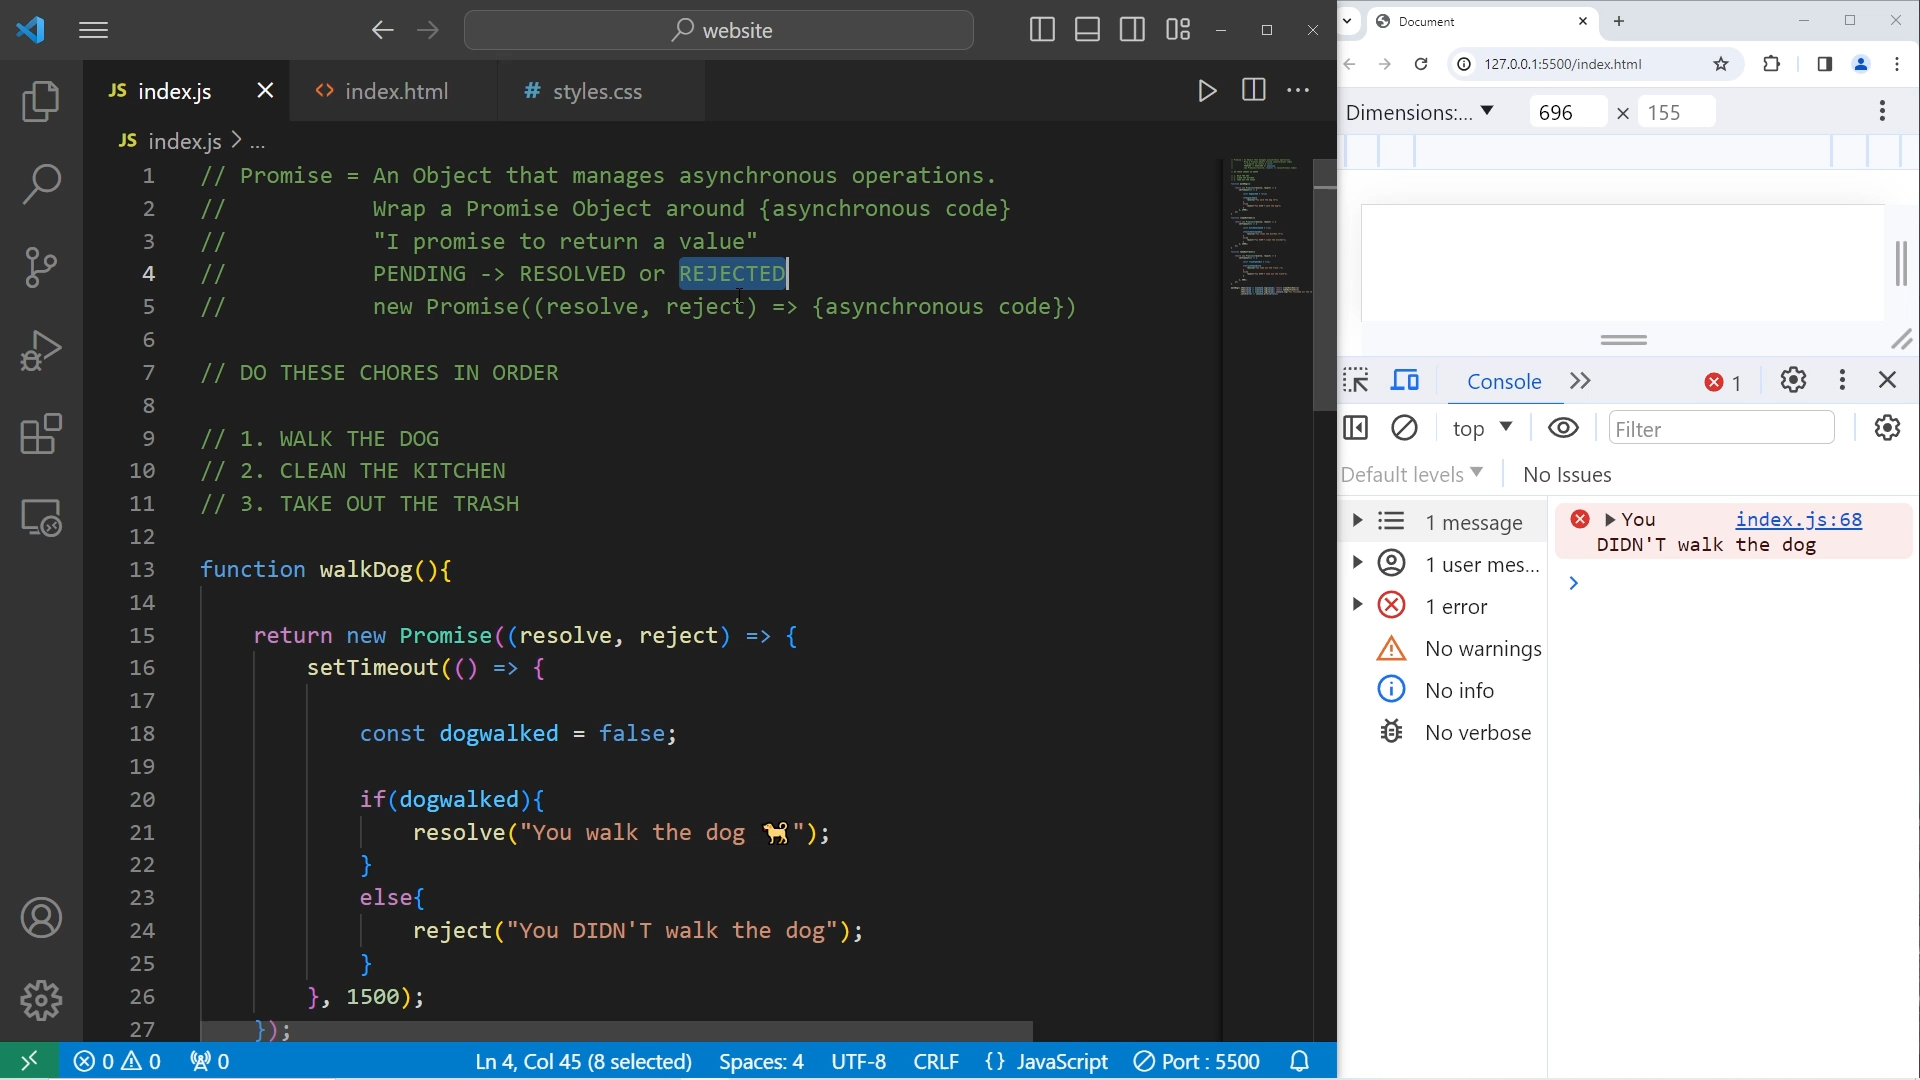 website
Document
127.0.0.1:5500/index.html
JS index.js
<> index.html
# styles.css
JS index.js > ...
Dimensions:... 696 × 155
1 // Promise = An Object that manages asynchronous operations.
2 // Wrap a Promise Object around {asynchronous code}
3 // "I promise to return a value"
4 // PENDING -> RESOLVED or REJECTED
5 // new Promise((resolve, reject) => {asynchronous code})
6
7 // DO THESE CHORES IN ORDER
8
9 // 1. WALK THE DOG
10 // 2. CLEAN THE KITCHEN
11 // 3. TAKE OUT THE TRASH
12
13 function walkDog(){
14
15 return new Promise((resolve, reject) => {
16 setTimeout(() => {
17
18 const dogwalked = false;
19
20 if(dogwalked){
21 resolve("You walk the dog 🐕");
22 }
23 else{
24 reject("You DIDN'T walk the dog");
25 }
26 }, 1500);
27 });
Console
1
top
Filter
Default levels
No Issues
1 message
1 user mes...
1 error
No warnings
No info
No verbose
You index.js:68
DIDN'T walk the dog
0 0 0 Ln 4, Col 45 (8 selected) Spaces: 4 UTF-8 CRLF {} JavaScript Port : 5500